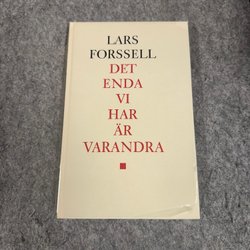 LARS
FORSSELL
DET
ENDA
VI
HAR
ÄR
VARANDRA